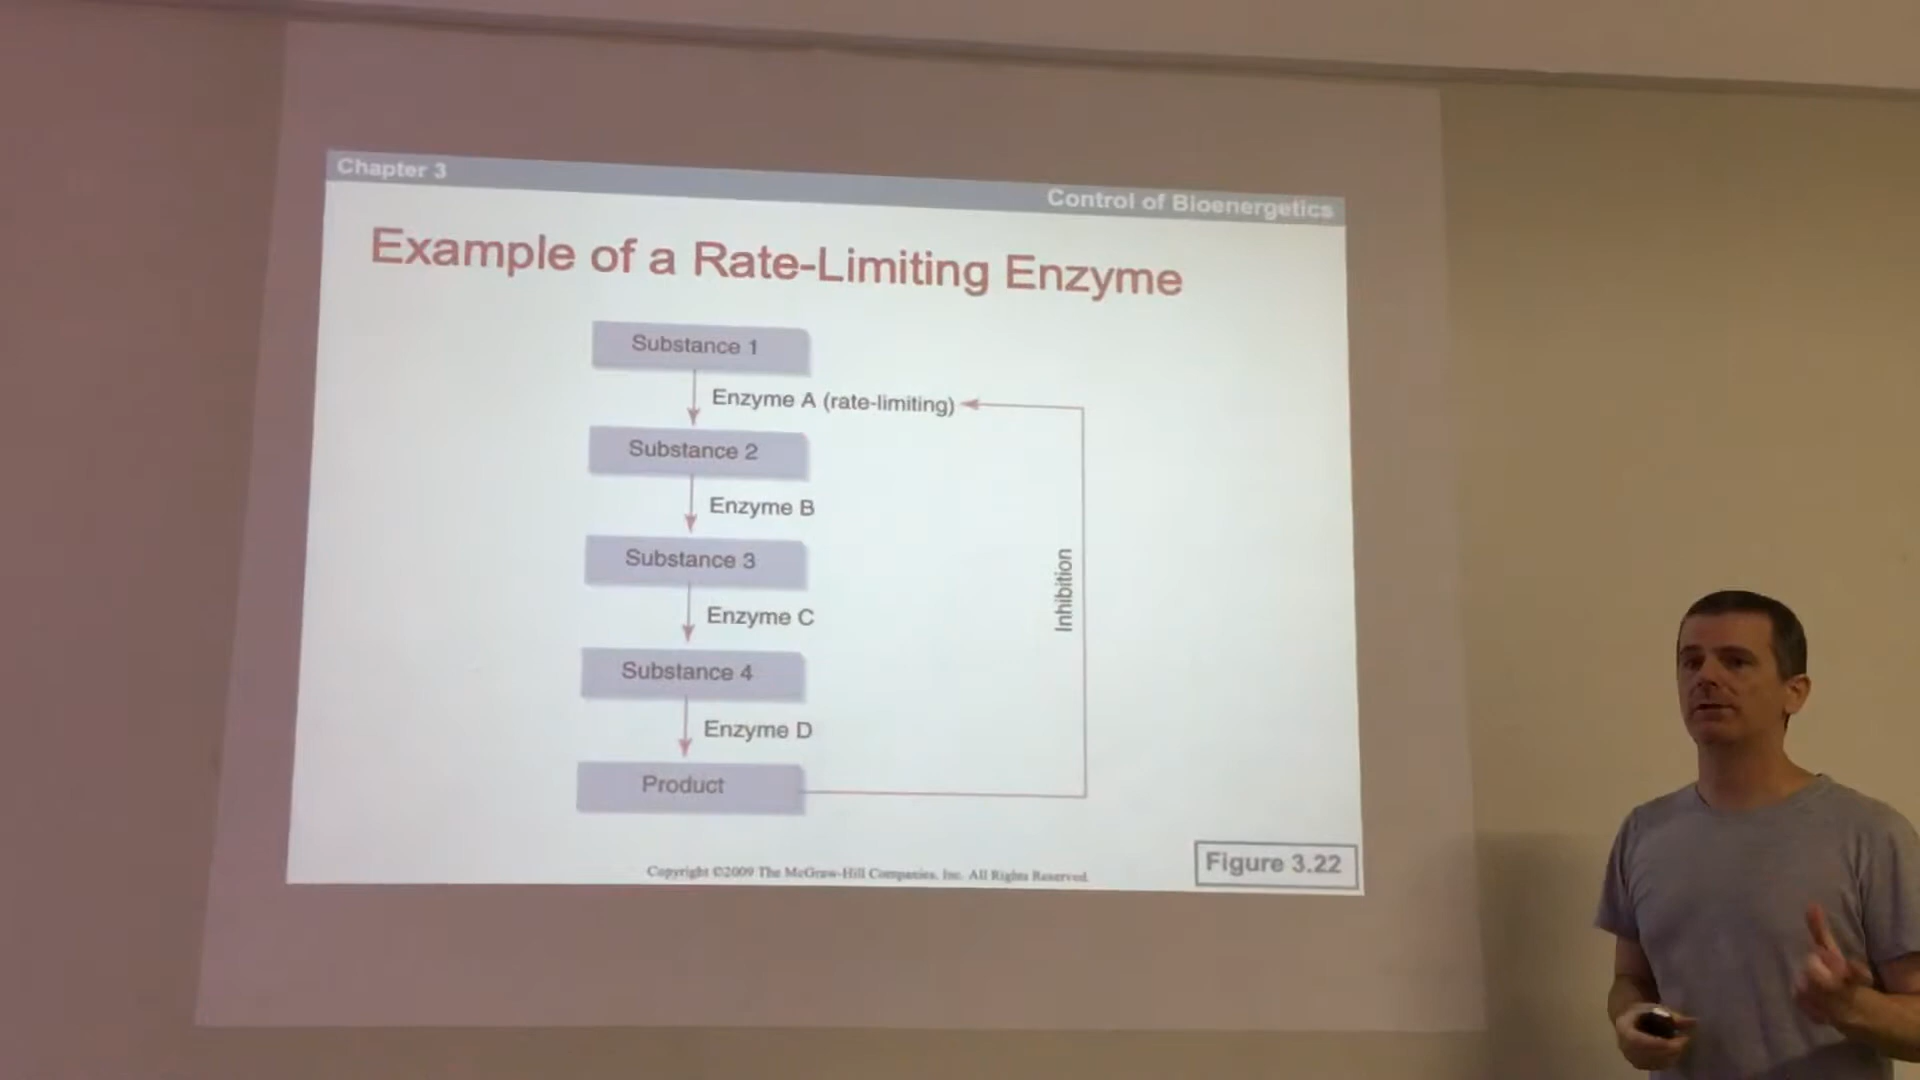 Chapter 3
Control of Bioenergetics
Example of a Rate-Limiting Enzyme
Substance 1
Enzyme A (rate-limiting)
Substance 2
Enzyme B
Substance 3
Enzyme C
Inhibition
Substance 4
Enzyme D
Product
Figure 3.22
Copyright ©2009 The McGraw-Hill Companies, Inc. All Rights Reserved.